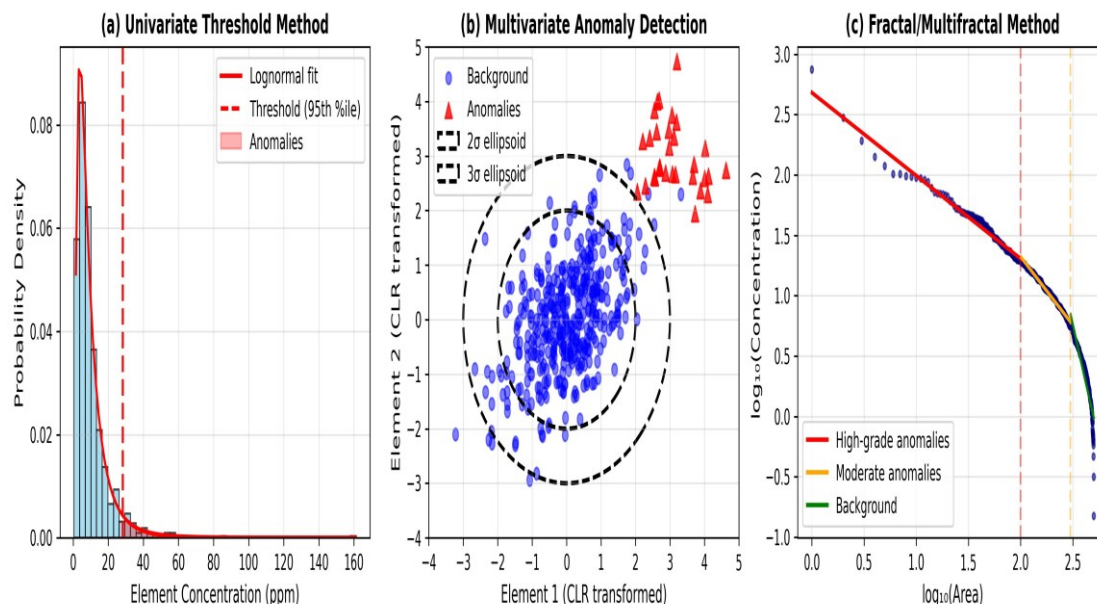 (a) Univariate Threshold Method
Probability Density
0.08
0.06
0.04
0.02
0.00
Lognormal fit
Threshold (95th %ile)
Anomalies
0 20 40 60 80 100 120 140 160
Element Concentration (ppm)
(b) Multivariate Anomaly Detection
Element 2 (CLR transformed)
5
4
3
2
1
0
−1
−2
−3
−4
Background
Anomalies
2σ ellipsoid
3σ ellipsoid
−4 −3 −2 −1 0 1 2 3 4 5
Element 1 (CLR transformed)
(c) Fractal/Multifractal Method
log₁₀(Concentration)
3.0
2.5
2.0
1.5
1.0
0.5
0.0
−0.5
−1.0
High-grade anomalies
Moderate anomalies
Background
0.0 0.5 1.0 1.5 2.0 2.5
log₁₀(Area)